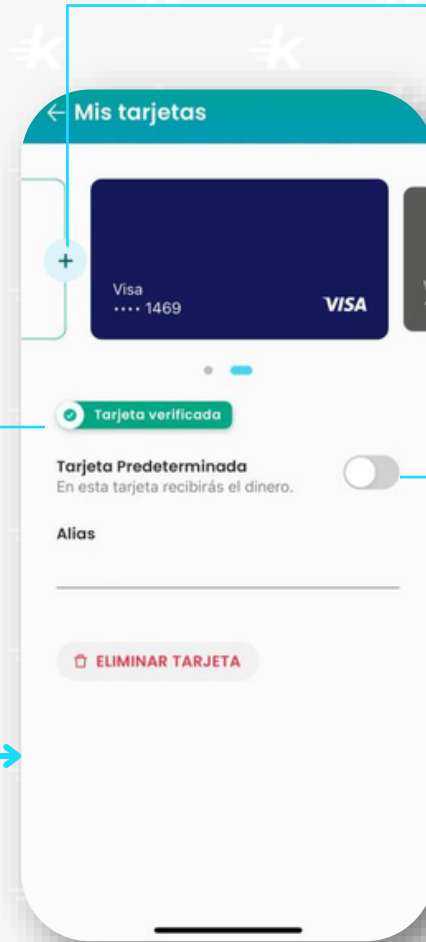 Mis tarjetas
+
Visa
•••• 1469
VISA
Tarjeta verificada
Tarjeta Predeterminada
En esta tarjeta recibirás el dinero.
Alias
ELIMINAR TARJETA